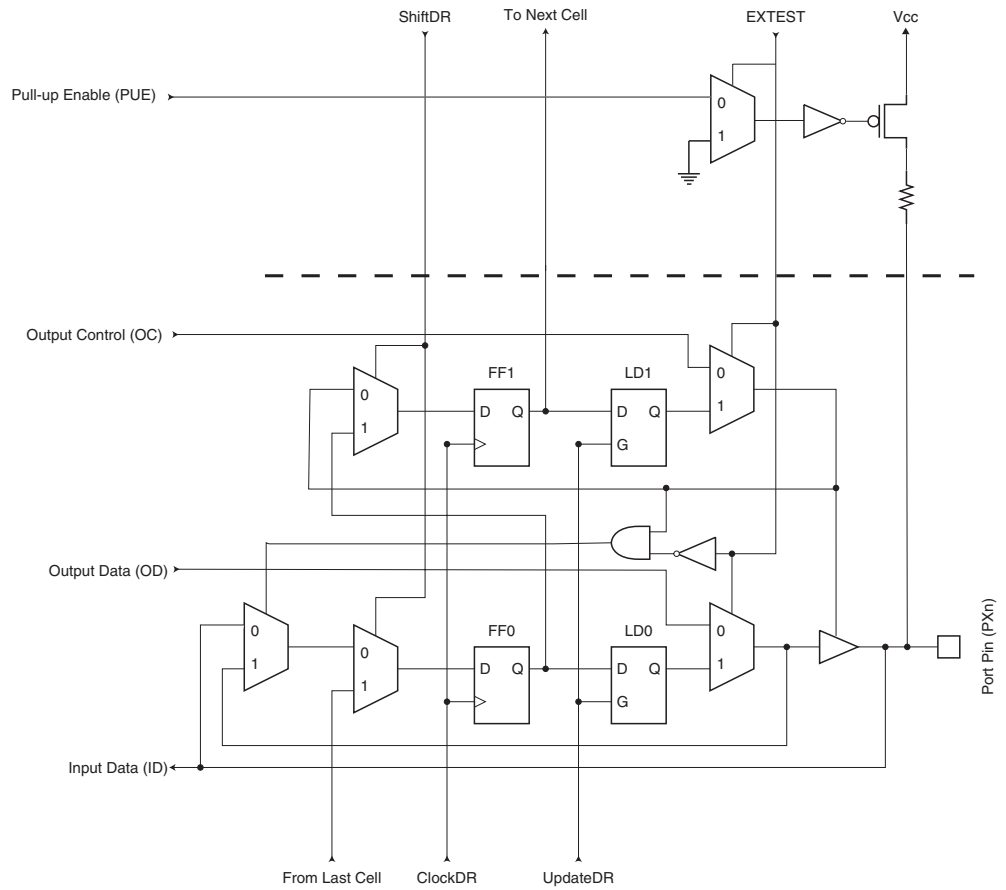 ShiftDR
To Next Cell
EXTEST
Vcc
Pull-up Enable (PUE)
0
1
Output Control (OC)
FF1
LD1
0
1
D Q
D Q
G
0
1
Output Data (OD)
FF0
LD0
0
1
0
1
D Q
D Q
G
0
1
Port Pin (PXn)
Input Data (ID)
From Last Cell
ClockDR
UpdateDR